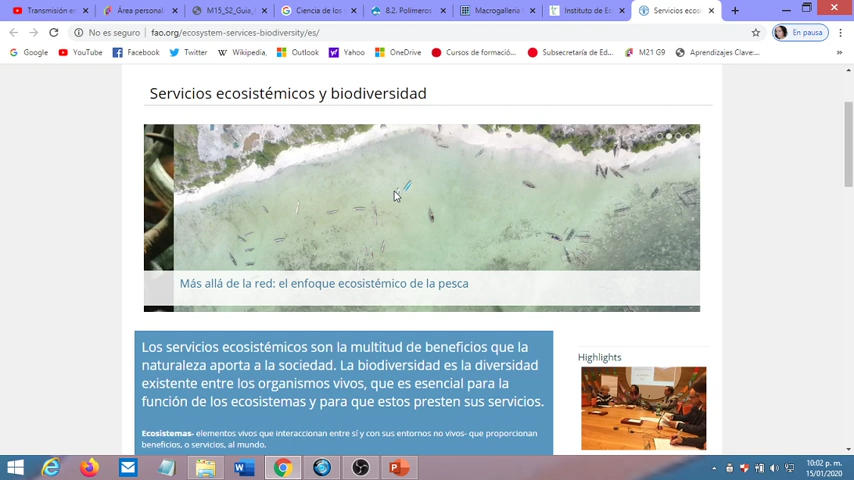 Transmisión en
Área personal
M15_S2_Guia_
Ciencia de los
8.2. Polímeros
Macrogalleria
Instituto de E
Servicios ecos
No es seguro
fao.org/ecosystem-services-biodiversity/es/
En pausa
Google
YouTube
Facebook
Twitter
Wikipedia,
Outlook
Yahoo
OneDrive
Cursos de formació...
Subsecretaría de Ed...
M21 G9
Aprendizajes Clave:...
Servicios ecosistémicos y biodiversidad
Más allá de la red: el enfoque ecosistémico de la pesca
Los servicios ecosistémicos son la multitud de beneficios que la
naturaleza aporta a la sociedad. La biodiversidad es la diversidad
existente entre los organismos vivos, que es esencial para la
función de los ecosistemas y para que estos presten sus servicios.
Ecosistemas- elementos vivos que interaccionan entre sí y con sus entornos no vivos- que proporcionan
beneficios, o servicios, al mundo.
Highlights
10:02 p. m.
15/01/2020